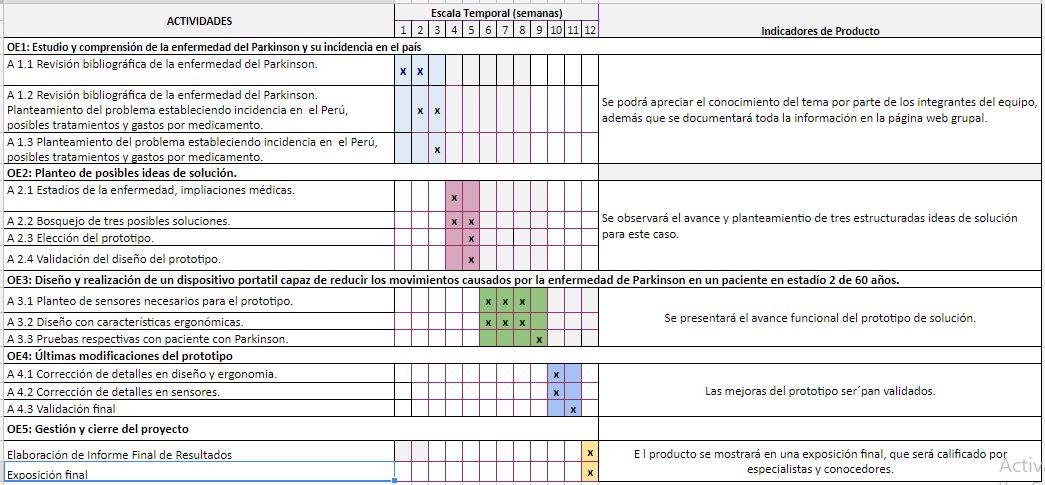 ACTIVIDADES
Escala Temporal (semanas)
Indicadores de Producto
1 2 3 4 5 6 7 8 9 10 11 12
OE1: Estudio y comprensión de la enfermedad del Parkinson y su incidencia en el país
A 1.1 Revisión bibliográfica de la enfermedad del Parkinson.
x x
A 1.2 Revisión bibliográfica de la enfermedad del Parkinson.
Planteamiento del problema estableciendo incidencia en el Perú,
posibles tratamientos y gastos por medicamento.
x x
A 1.3 Planteamiento del problema estableciendo incidencia en el Perú,
posibles tratamientos y gastos por medicamento.
x
Se podrá apreciar el conocimiento del tema por parte de los integrantes del equipo,
además que se documentará toda la información en la página web grupal.
OE2: Planteo de posibles ideas de solución.
A 2.1 Estadíos de la enfermedad, impliaciones médicas.
x
A 2.2 Bosquejo de tres posibles soluciones.
x x
A 2.3 Elección del prototipo.
x
A 2.4 Validación del diseño del prototipo.
x
Se observará el avance y planteamientio de tres estructuradas ideas de solución
para este caso.
OE3: Diseño y realización de un dispositivo portatil capaz de reducir los movimientos causados por la enfermedad de Parkinson en un paciente en estadío 2 de 60 años.
A 3.1 Planteo de sensores necesarios para el prototipo.
x x x
A 3.2 Diseño con características ergonómicas.
x x x
A 3.3 Pruebas respectivas con paciente con Parkinson.
x
Se presentará el avance funcional del prototipo de solución.
OE4: Últimas modificaciones del prototipo
A 4.1 Corrección de detalles en diseño y ergonomia.
x
A 4.2 Corrección de detalles en sensores.
x
A 4.3 Validación final
x
Las mejoras del prototipo ser´pan validados.
OE5: Gestión y cierre del proyecto
Elaboración de Informe Final de Resultados
x
Exposición final
x
E l producto se mostrará en una exposición final, que será calificado por
especialistas y conocedores.
Activ